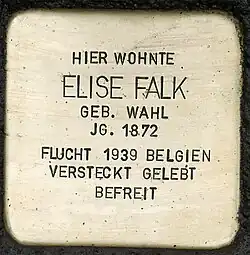 HIER WOHNTE
ELISE FALK
GEB. WAHL
JG. 1872
FLUCHT 1939 BELGIEN
VERSTECKT GELEBT
BEFREIT